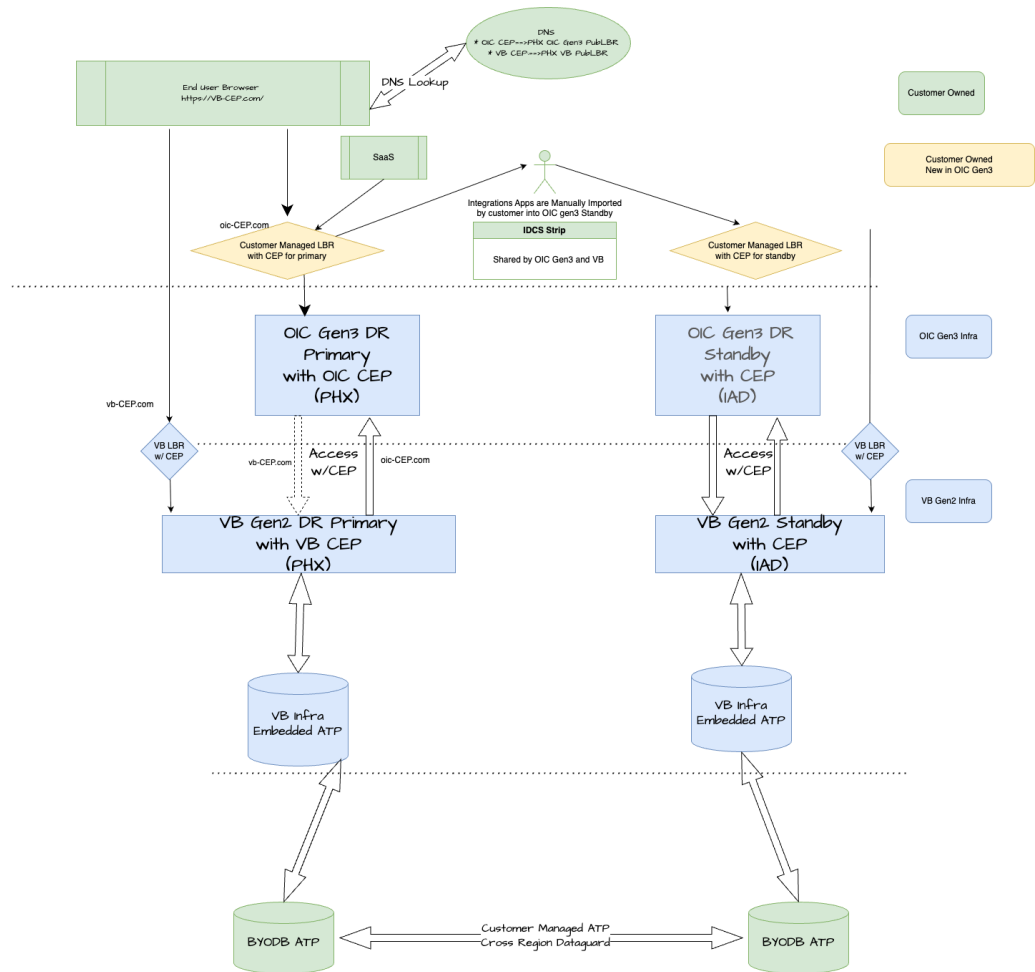 DNS
* OIC CEP-->PHX OIC Gen3 PubLBR
* VB CEP--->PHX VB PubLBR
DNS Lookup
End User Browser
https://VB-CEP.com/
Customer Owned
SaaS
Customer Owned
New in OIC Gen3
Integrations Apps are Manually Imported
by customer into OIC gen3 Standby
oic-CEP.com
IDCS Strip
Shared by OIC Gen3 and VB
Customer Managed LBR
with CEP for primary
Customer Managed LBR
with CEP for standby
OIC Gen3 DR
Primary
with OIC CEP
(PHX)
OIC Gen3 DR
Standby
with CEP
(IAD)
OIC Gen3 Infra
vb-CEP.com
VB LBR
w/ CEP
vb-CEP.com
Access
w/CEP
oic-CEP.com
Access
w/CEP
VB LBR
w/ CEP
VB Gen2 Infra
VB Gen2 DR Primary
with VB CEP
(PHX)
VB Gen2 Standby
with CEP
(IAD)
VB Infra
Embedded ATP
VB Infra
Embedded ATP
BYODB ATP
Customer Managed ATP
Cross Region Dataguard
BYODB ATP